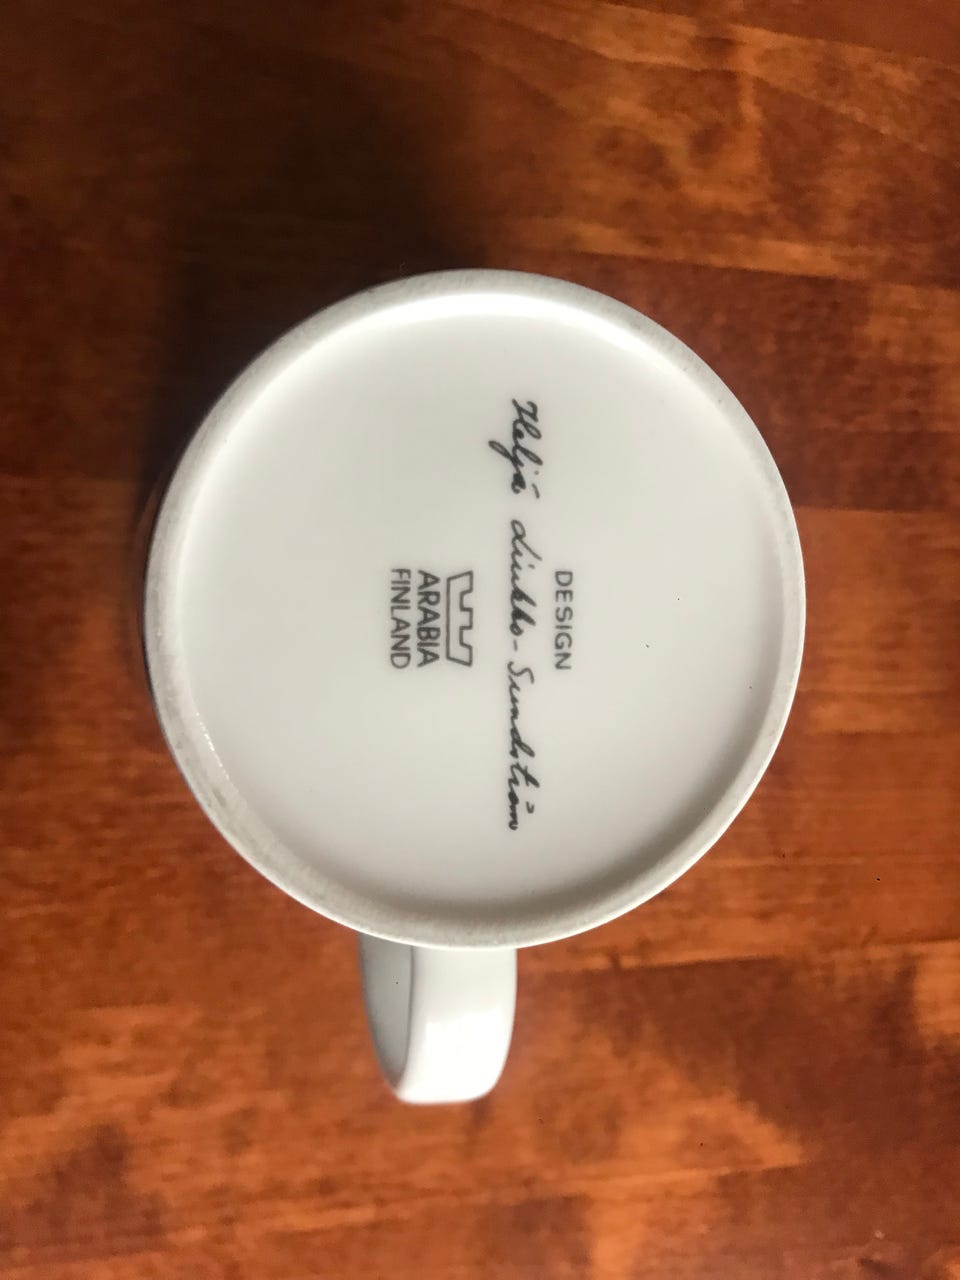 DESIGN
Heljä Liukko-Sundström
ARABIA
FINLAND